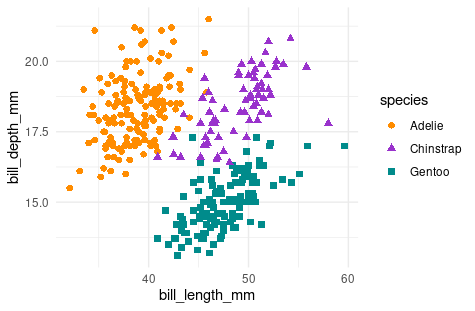 20.0
17.5
15.0
bill_depth_mm
40
50
60
bill_length_mm
species
Adelie
Chinstrap
Gentoo